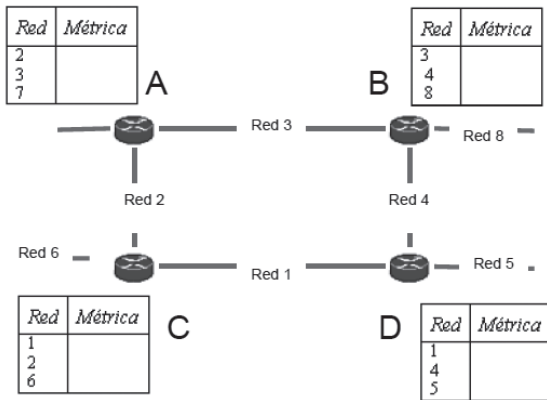 Red Métrica
2
3
7
A
B
Red Métrica
3
4
8
Red 3
Red 8
Red 2
Red 4
Red 6
Red 1
Red 5
Red Métrica
1
2
6
C
D
Red Métrica
1
4
5